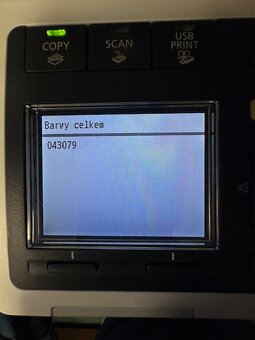 COPY
SCAN
USB
PRINT
Barvy celkem
043079